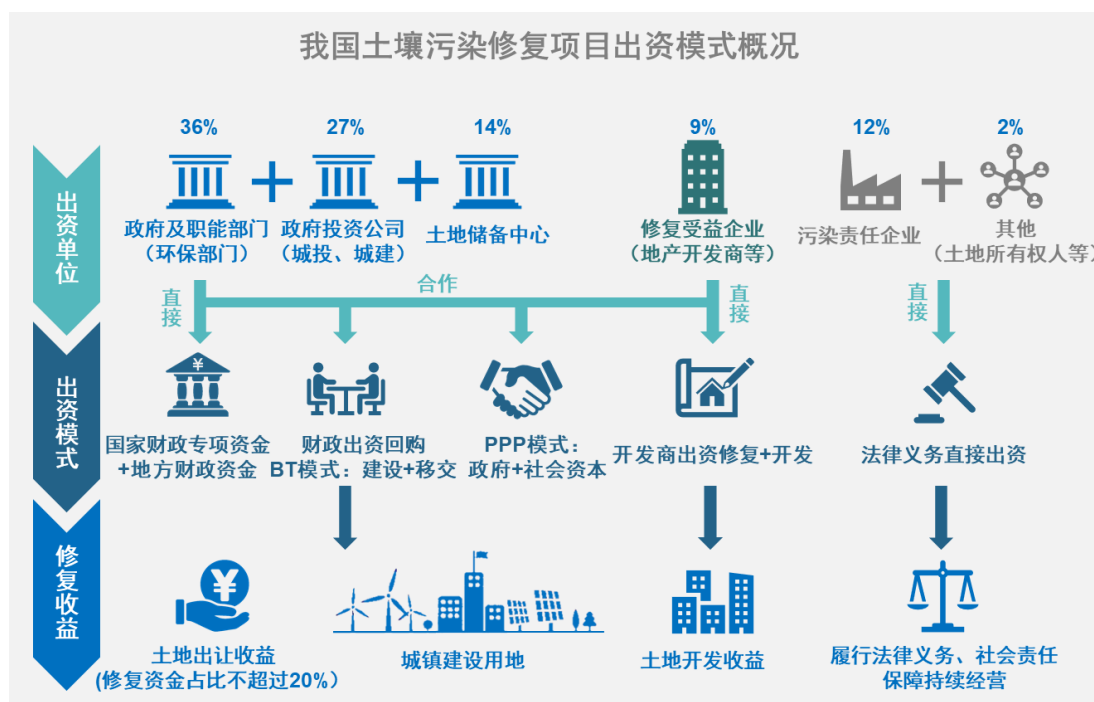 我国土壤污染修复项目出资模式概况
36%
27%
14%
9%
12%
2%
出资单位
政府及职能部门
（环保部门）
政府投资公司
（城投、城建）
土地储备中心
修复受益企业
（地产开发商等）
污染责任企业
其他
（土地所有权人等）
直接
合作
直接
直接
出资模式
¥
国家财政专项资金
+地方财政资金
财政出资回购
BT模式：建设+移交
PPP模式：
政府+社会资本
开发商出资修复+开发
法律义务直接出资
修复收益
¥
土地出让收益
(修复资金占比不超过20%）
城镇建设用地
土地开发收益
履行法律义务、社会责任
保障持续经营